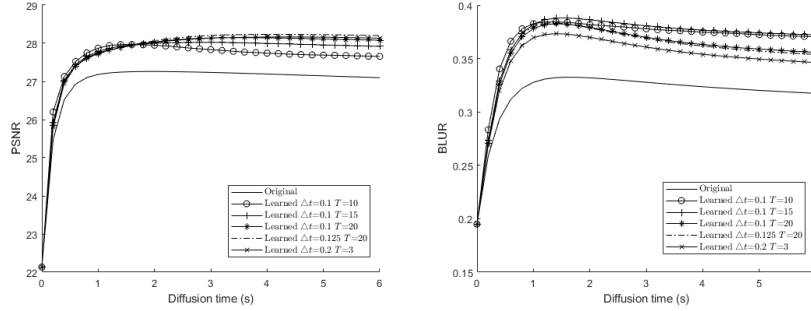 29
28
27
26
25
24
23
22
PSNR
0 1 2 3 4 5 6
Diffusion time (s)
Original
Learned △t=0.1 T=10
Learned △t=0.1 T=15
Learned △t=0.1 T=20
Learned △t=0.125 T=20
Learned △t=0.2 T=3
0.4
0.35
0.3
0.25
0.2
0.15
BLUR
0 1 2 3 4 5
Diffusion time (s)
Original
Learned △t=0.1 T=10
Learned △t=0.1 T=15
Learned △t=0.1 T=20
Learned △t=0.125 T=20
Learned △t=0.2 T=3